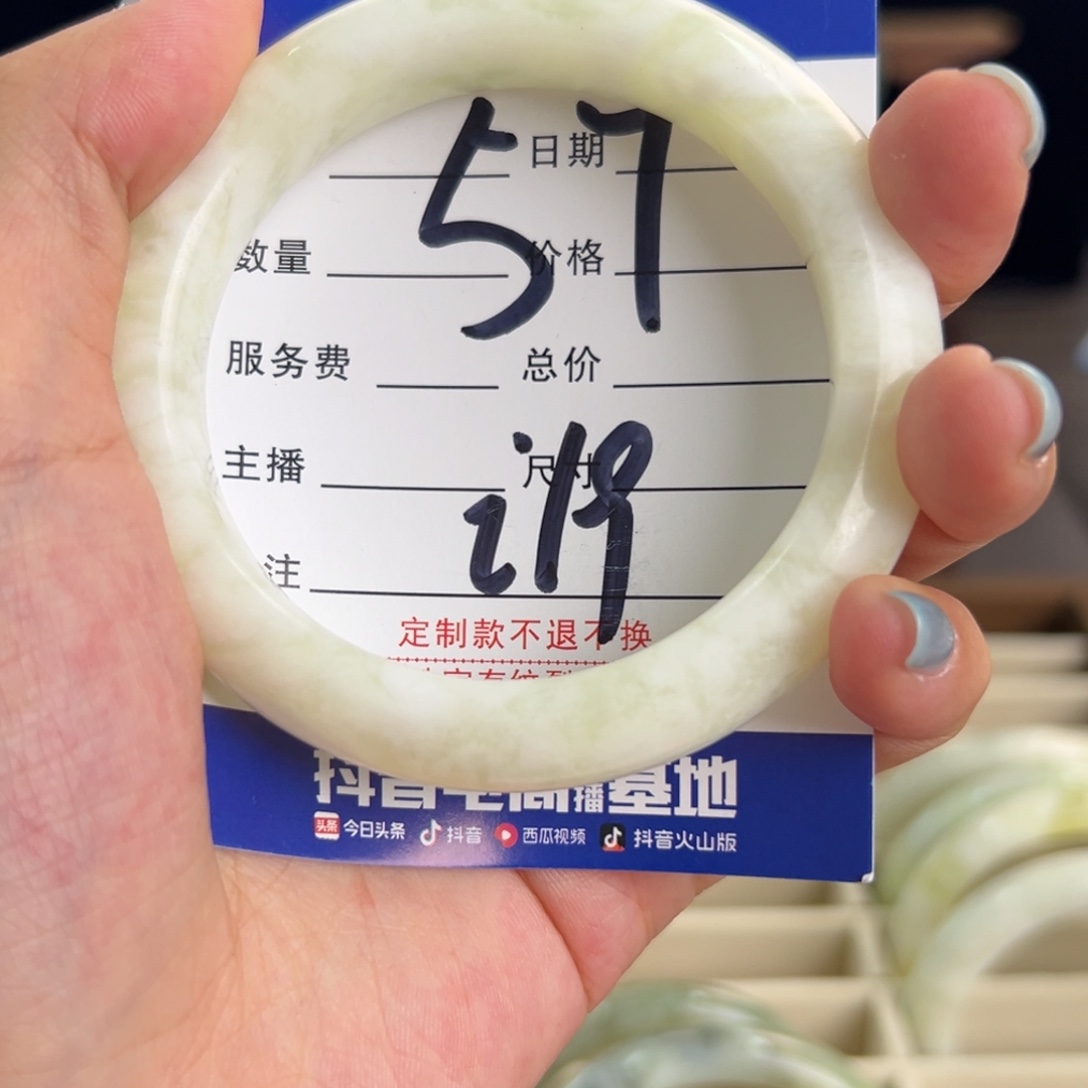 57
日期
数量 价格
服务费 总价
主播 尺寸
219
注
定制款不退不换
抖音电商 播基地
头条 今日头条 抖音 西瓜视频 抖音火山版